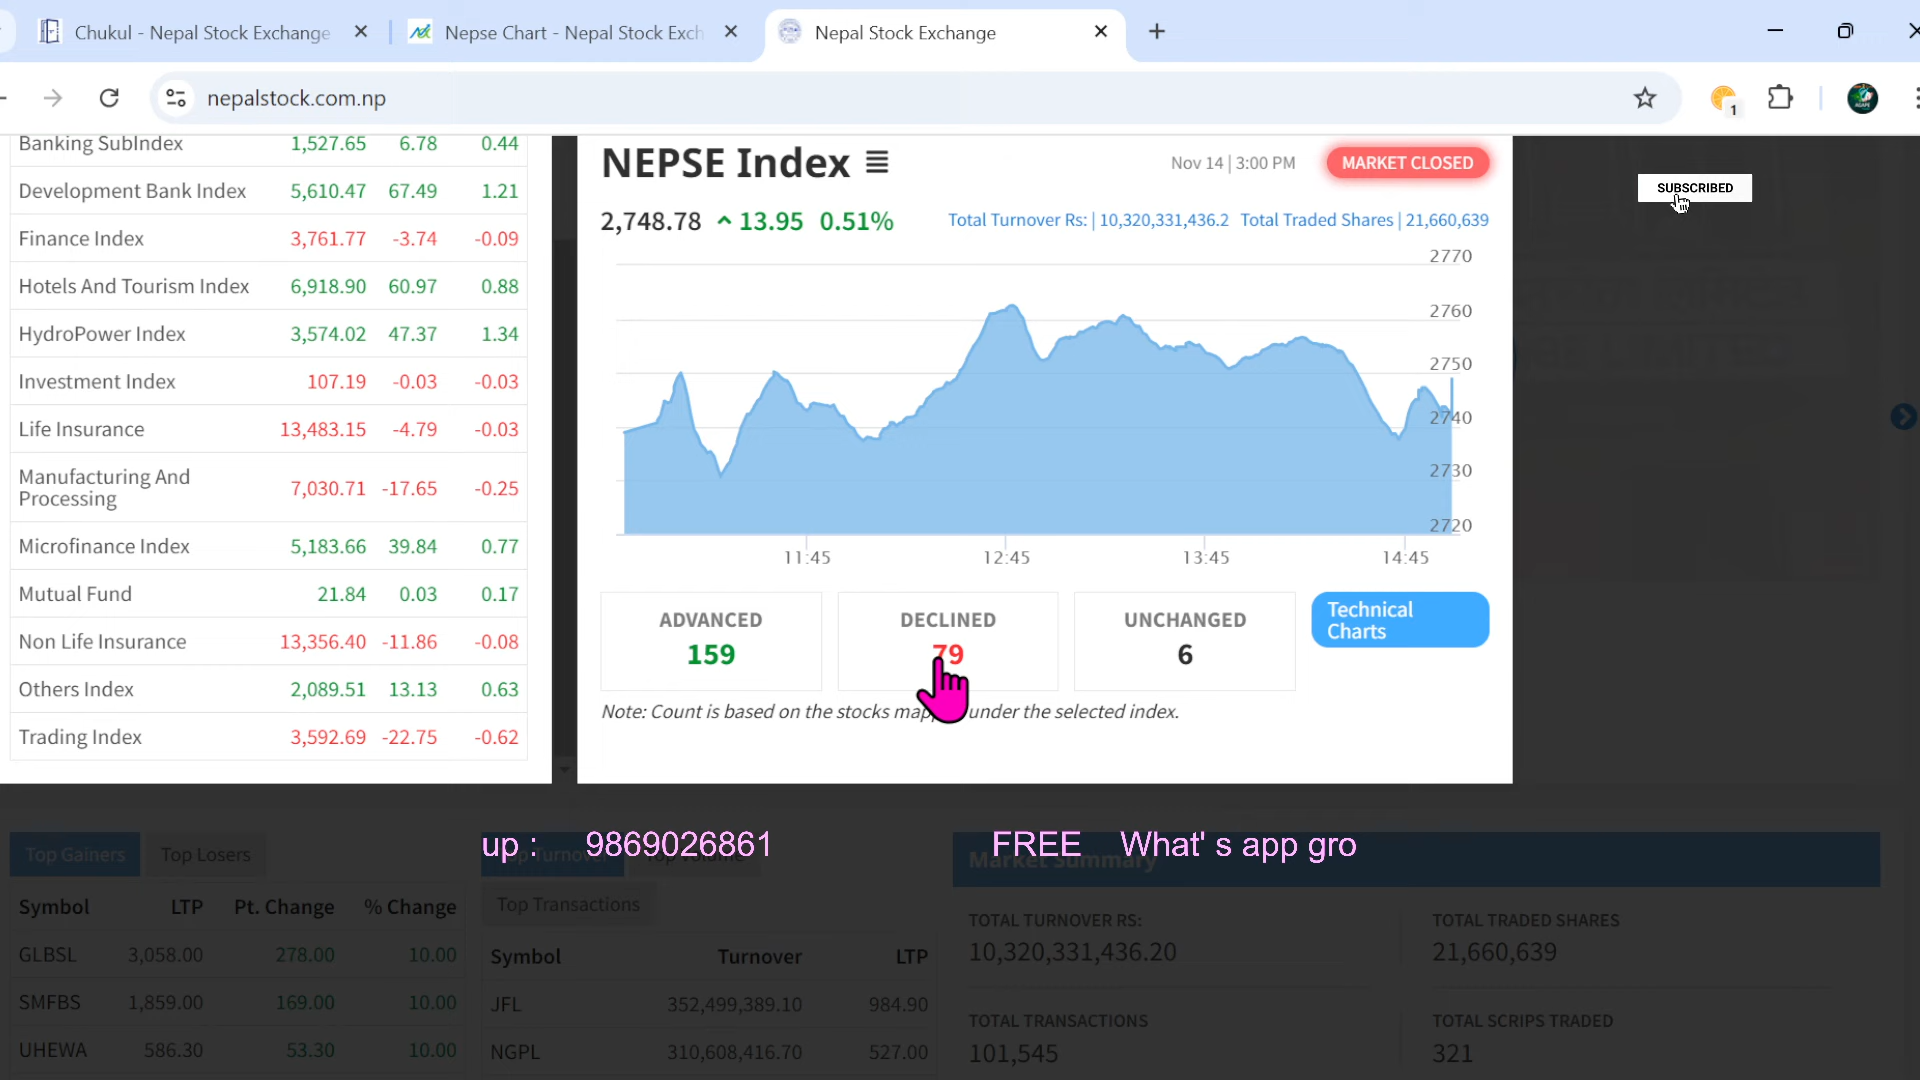 Chukul - Nepal Stock Exchange
Nepse Chart - Nepal Stock Exch
Nepal Stock Exchange
nepalstock.com.np
1
Banking SubIndex 1,527.65 6.78 0.44
Development Bank Index 5,610.47 67.49 1.21
Finance Index 3,761.77 -3.74 -0.09
Hotels And Tourism Index 6,918.90 60.97 0.88
HydroPower Index 3,574.02 47.37 1.34
Investment Index 107.19 -0.03 -0.03
Life Insurance 13,483.15 -4.79 -0.03
Manufacturing And
Processing 7,030.71 -17.65 -0.25
Microfinance Index 5,183.66 39.84 0.77
Mutual Fund 21.84 0.03 0.17
Non Life Insurance 13,356.40 -11.86 -0.08
Others Index 2,089.51 13.13 0.63
Trading Index 3,592.69 -22.75 -0.62
NEPSE Index
Nov 14 | 3:00 PM
MARKET CLOSED
SUBSCRIBED
2,748.78 13.95 0.51%
Total Turnover Rs: | 10,320,331,436.2 Total Traded Shares | 21,660,639
2770
2760
2750
2740
2730
2720
11:45 12:45 13:45 14:45
ADVANCED
159
DECLINED
79
UNCHANGED
6
Technical
Charts
Note: Count is based on the stocks under the selected index.
up : 9869026861 FREE What' s app gro
Top Gainers Top Losers
Symbol LTP Pt. Change % Change
GLBSL 3,058.00 278.00 10.00
SMFBS 1,859.00 169.00 10.00
UHEWA 586.30 53.30 10.00
Top Turnover
Top Transactions
Symbol Turnover LTP
JFL 352,499,389.10 984.90
NGPL 310,608,416.70 527.00
Market Summary
TOTAL TURNOVER RS:
10,320,331,436.20
TOTAL TRADED SHARES
21,660,639
TOTAL TRANSACTIONS
101,545
TOTAL SCRIPS TRADED
321